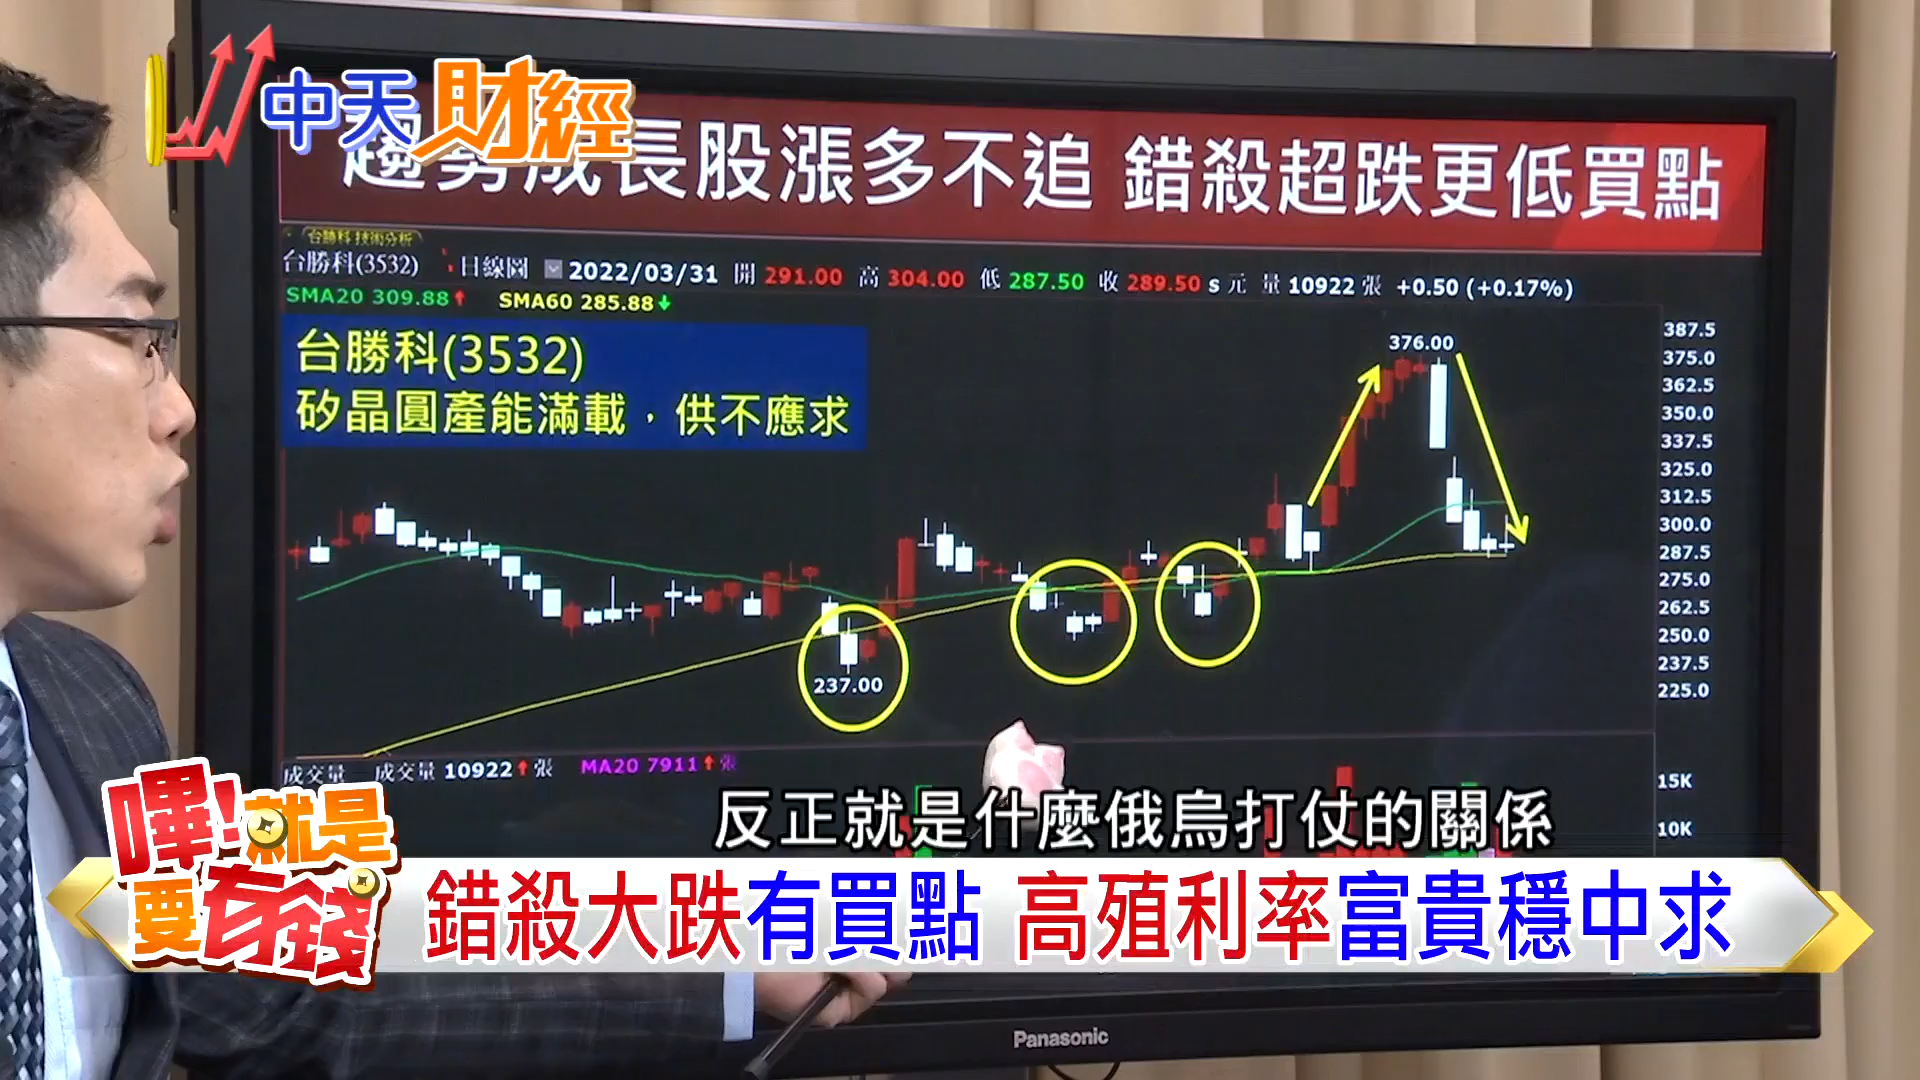 中天財經
趨勢成長股漲多不追 錯殺超跌更低買點
台勝科 技術分析
台勝科(3532) 日線圖 2022/03/31 開 291.00 高 304.00 低 287.50 收 289.50 s 元 量 10922 張 +0.50 (+0.17%)
SMA20 309.88↑ SMA60 285.88↓
台勝科(3532)
矽晶圓產能滿載，供不應求
376.00
237.00
387.5
375.0
362.5
350.0
337.5
325.0
312.5
300.0
287.5
275.0
262.5
250.0
237.5
225.0
成交量 成交量 10922↑張 MA20 7911↑張
15K
10K
反正就是什麼俄烏打仗的關係
嗶!就是
要有錢
錯殺大跌有買點 高殖利率富貴穩中求
Panasonic